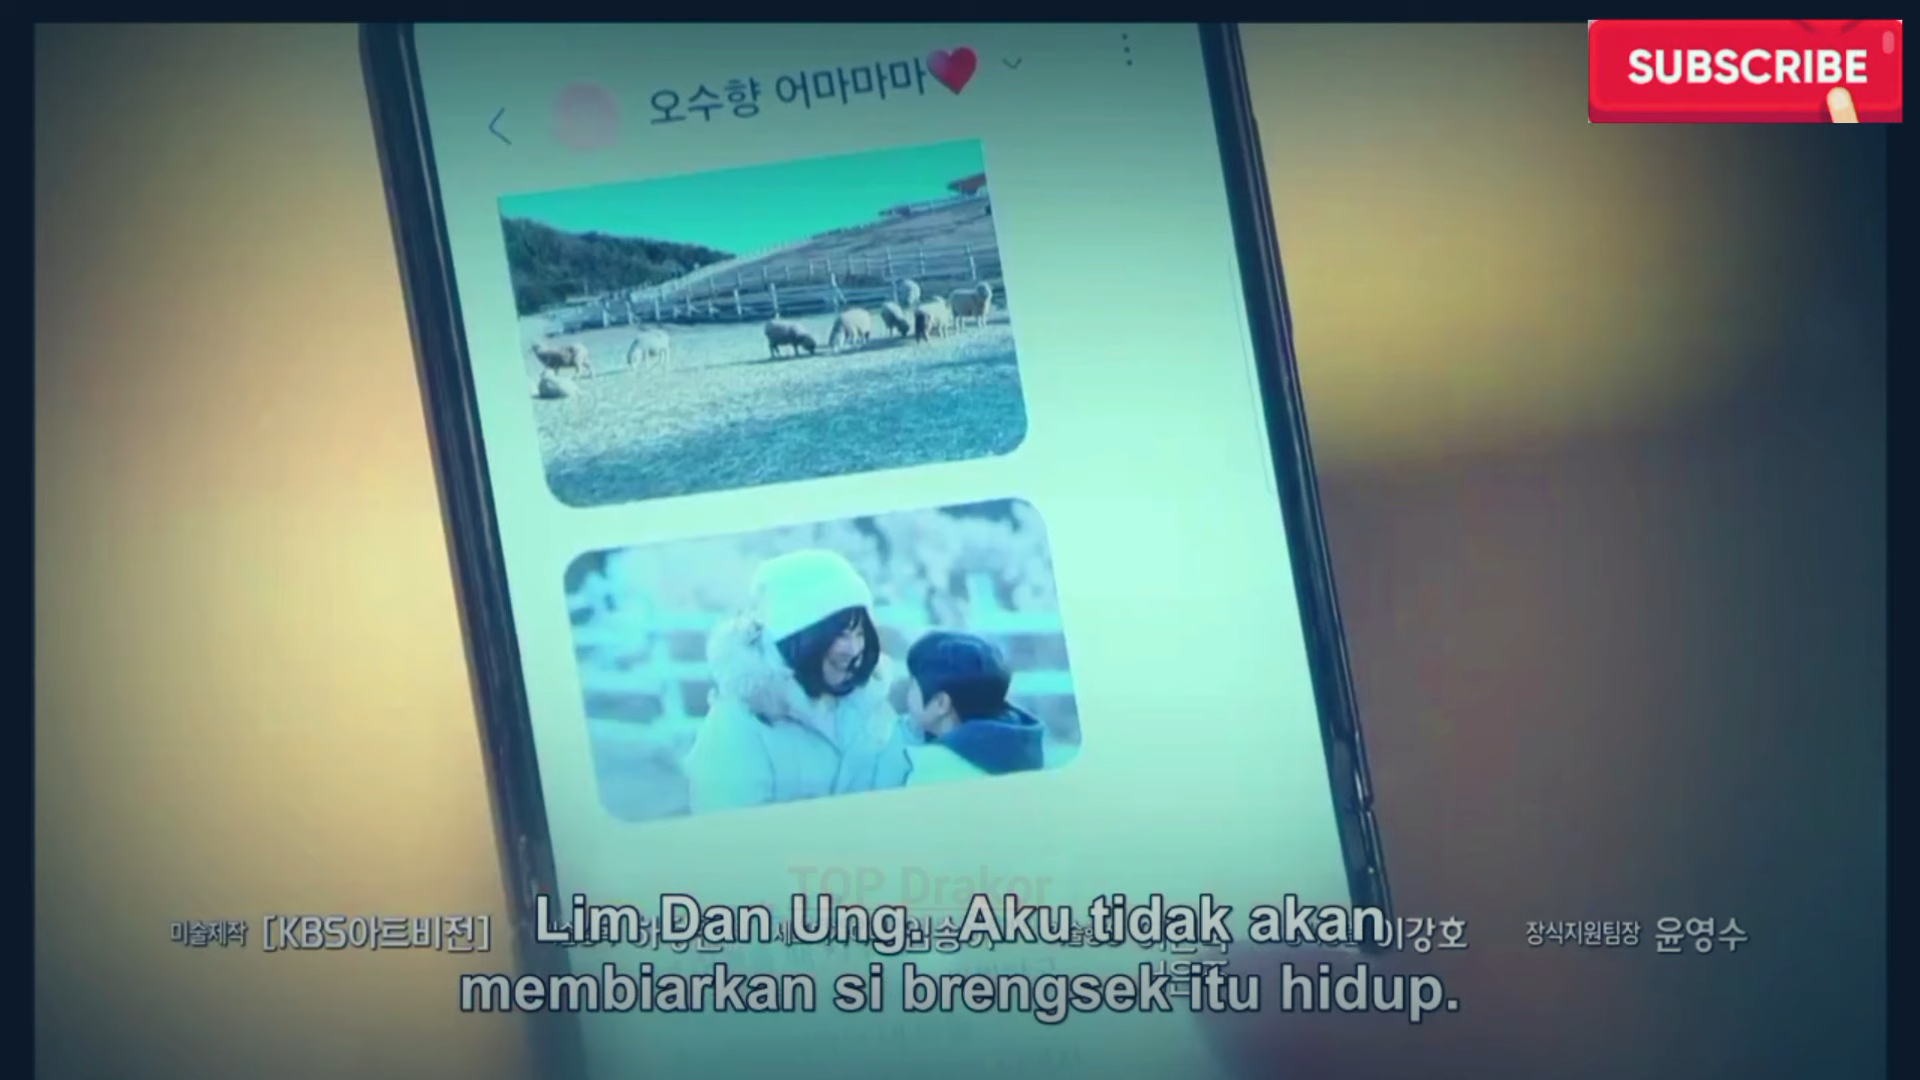 SUBSCRIBE
오수향 어마마마❤
TOP Drakor
Lim Dan Ung. Aku tidak akan
membiarkan si brengsek itu hidup.
미술제작 [KBS아트비전] 이강호 장식지원팀장 윤영수